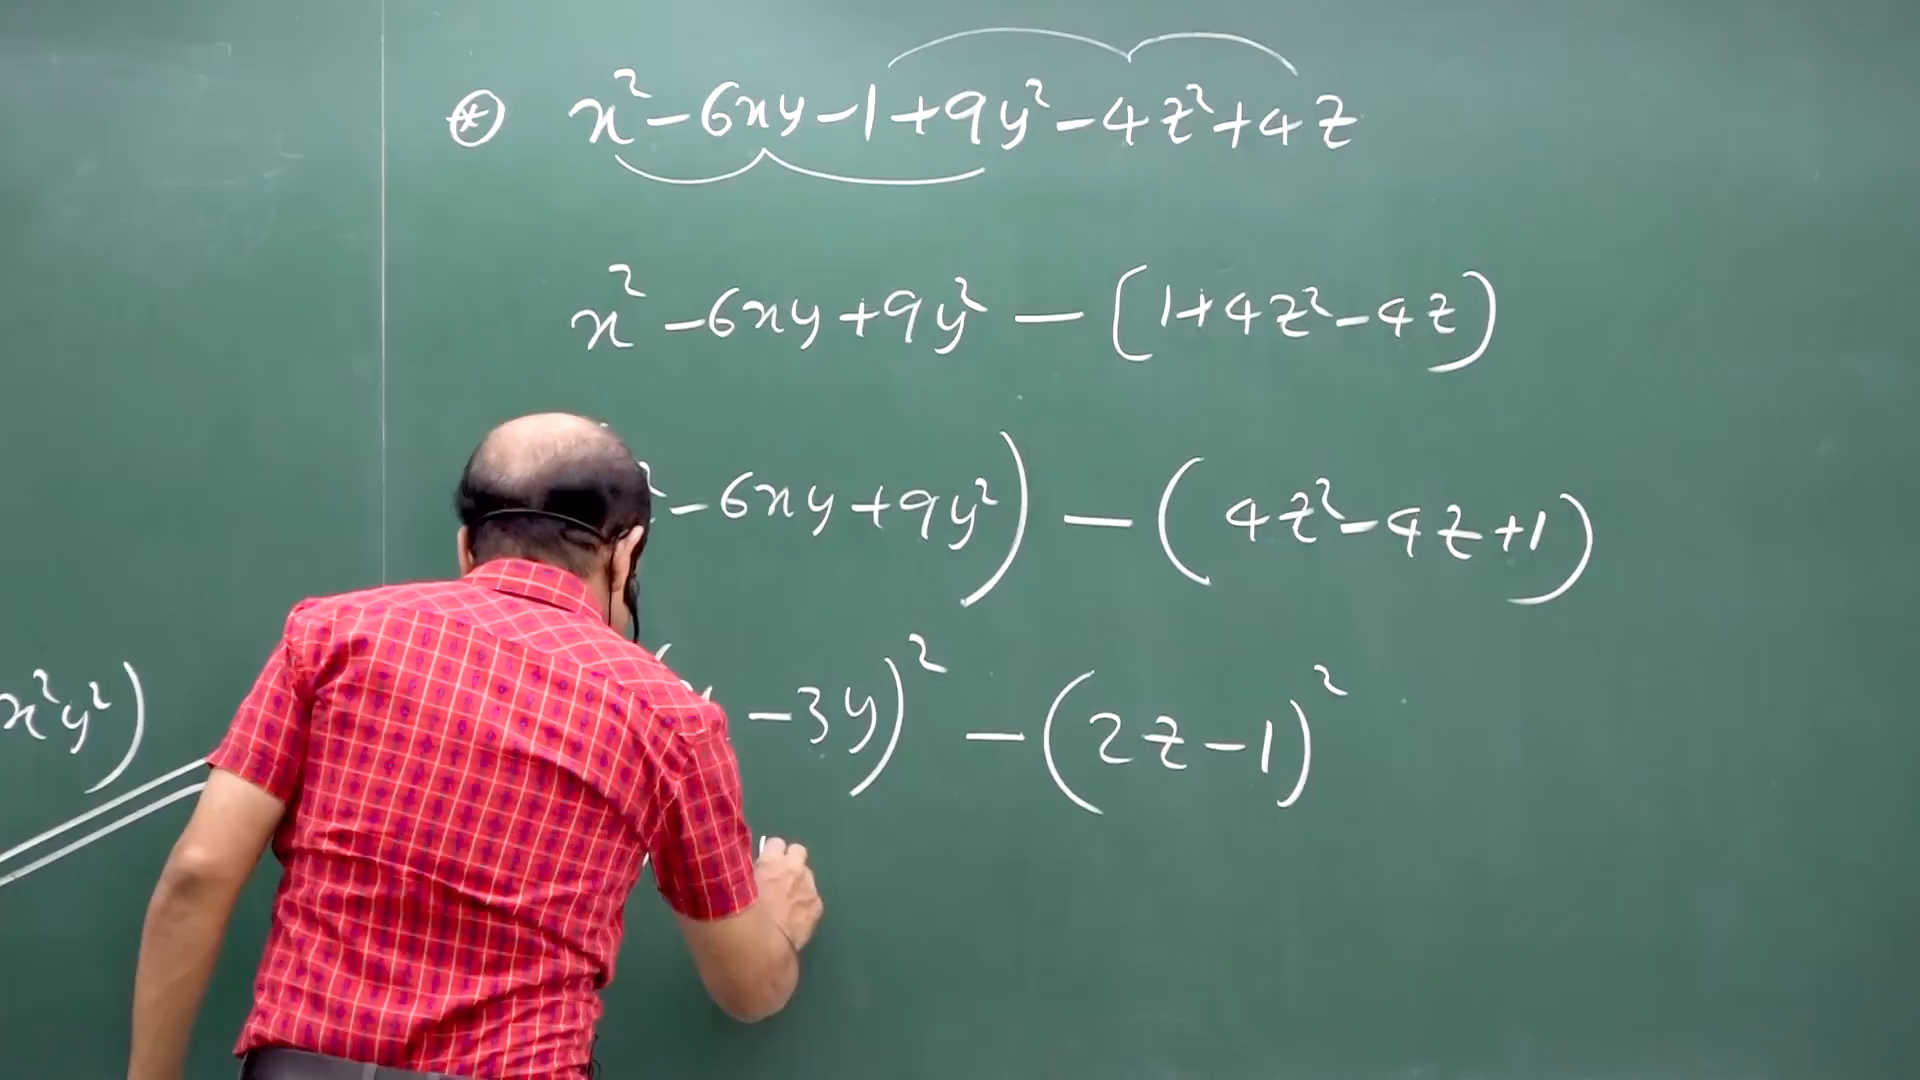 ⊛ x² - 6xy - 1 + 9y² - 4z² + 4z
x² - 6xy + 9y² - (1 + 4z² - 4z)
² - 6xy + 9y²) - (4z² - 4z + 1)
x²y²)
( - 3y)² - (2z - 1)²